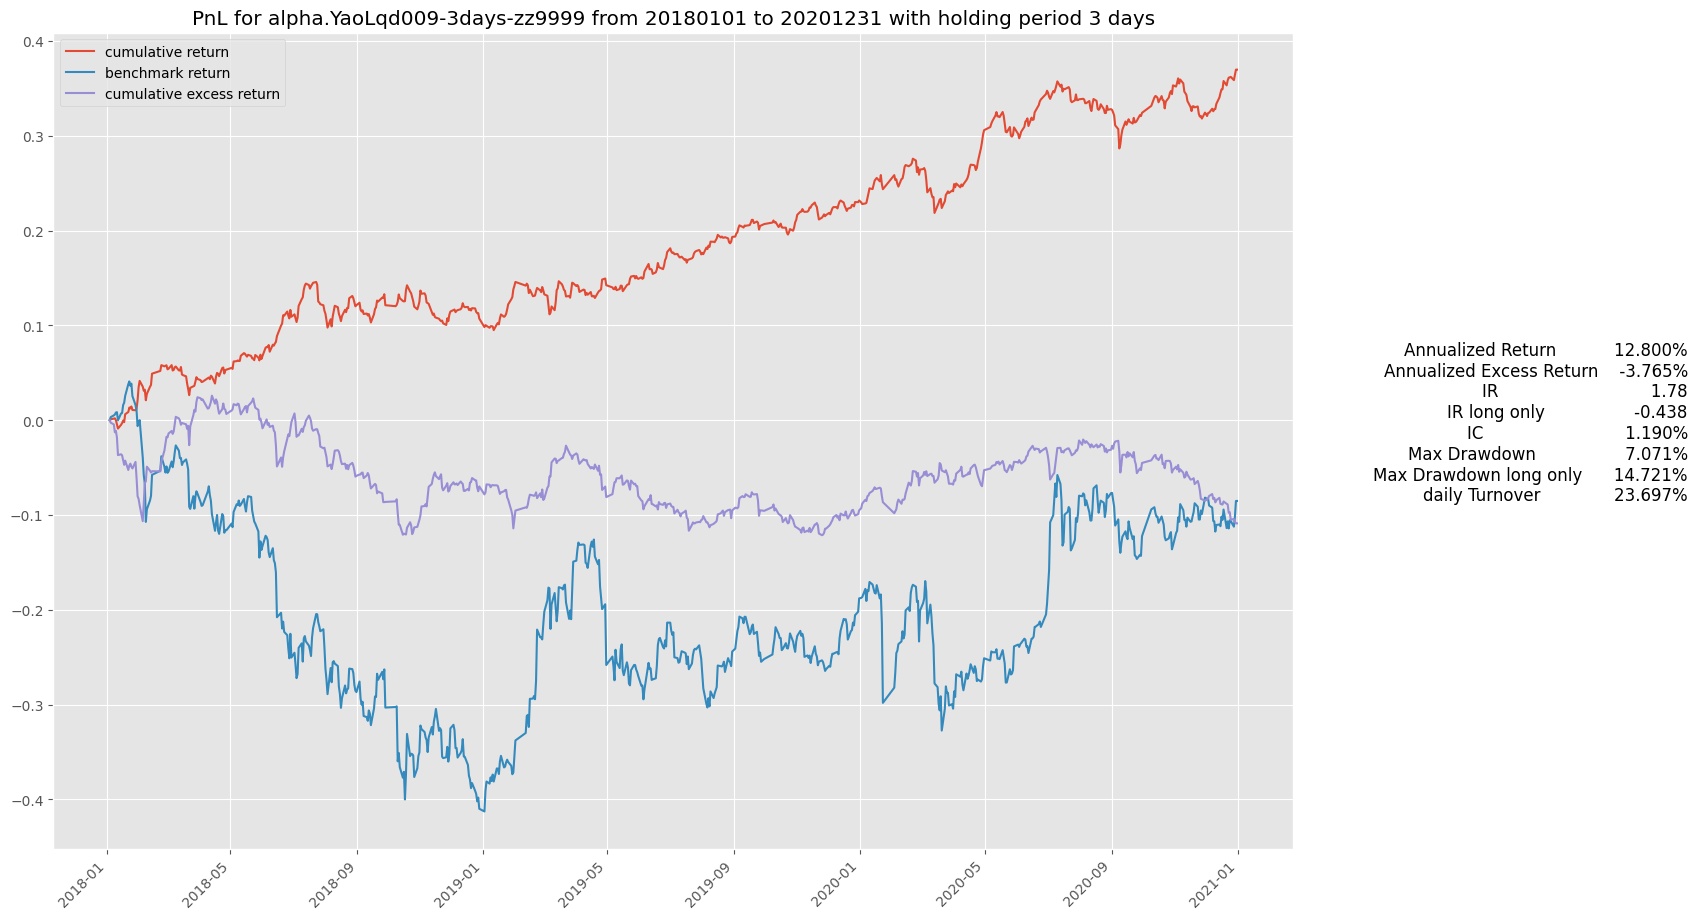 PnL for alpha.YaoLqd009-3days-zz9999 from 20180101 to 20201231 with holding period 3 days
cumulative return
benchmark return
cumulative excess return
0.4
0.3
0.2
0.1
0.0
−0.1
−0.2
−0.3
−0.4
2018-01
2018-05
2018-09
2019-01
2019-05
2019-09
2020-01
2020-05
2020-09
2021-01
Annualized Return 12.800%
Annualized Excess Return -3.765%
IR 1.78
IR long only -0.438
IC 1.190%
Max Drawdown 7.071%
Max Drawdown long only 14.721%
daily Turnover 23.697%